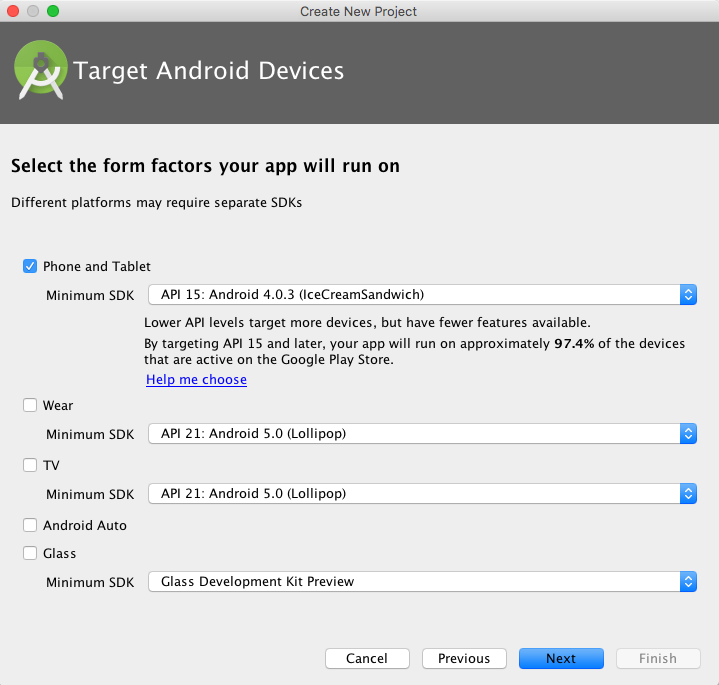 Create New Project
Target Android Devices
Select the form factors your app will run on
Different platforms may require separate SDKs
Phone and Tablet
Minimum SDK API 15: Android 4.0.3 (IceCreamSandwich)
Lower API levels target more devices, but have fewer features available.
By targeting API 15 and later, your app will run on approximately 97.4% of the devices
that are active on the Google Play Store.
Help me choose
Wear
Minimum SDK API 21: Android 5.0 (Lollipop)
TV
Minimum SDK API 21: Android 5.0 (Lollipop)
Android Auto
Glass
Minimum SDK Glass Development Kit Preview
Cancel Previous Next Finish